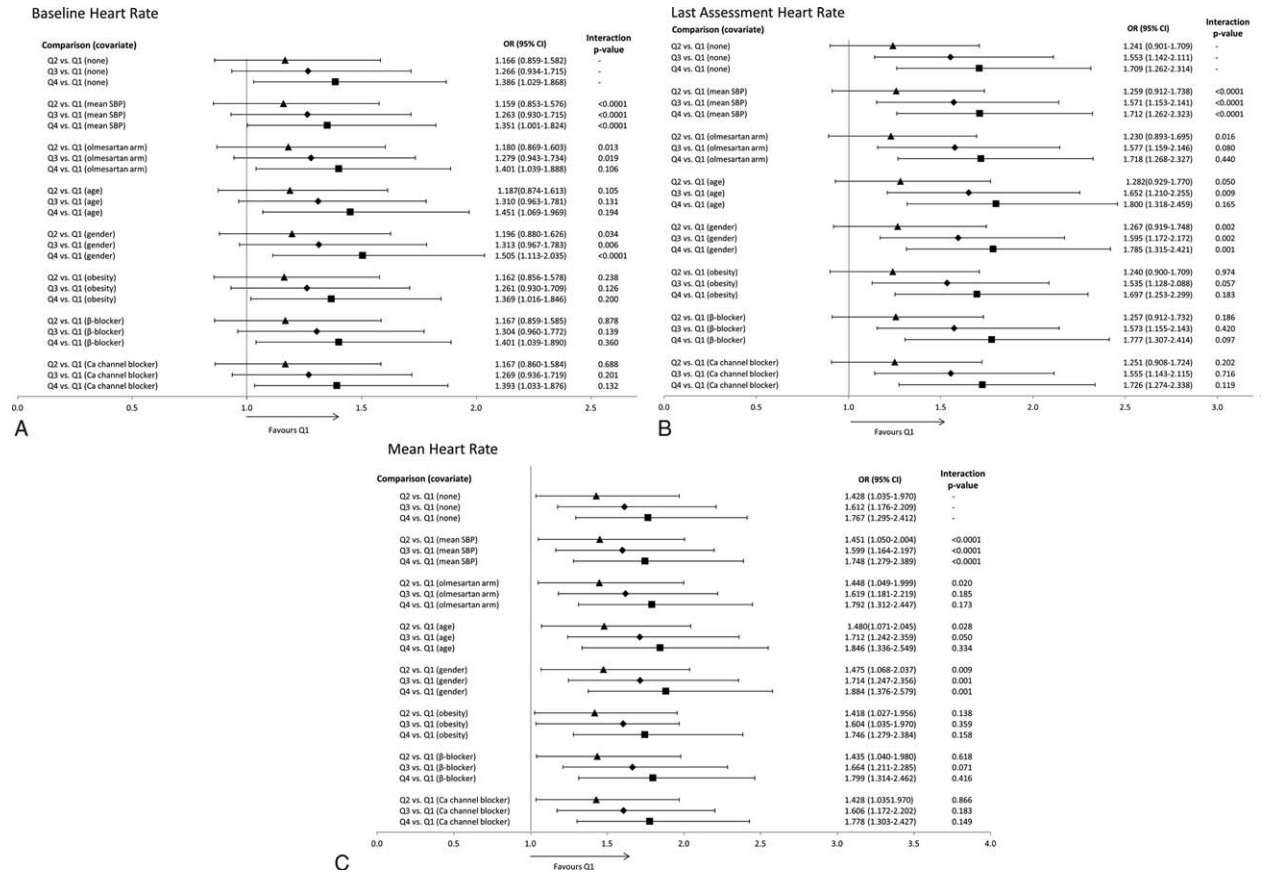 Baseline Heart Rate
Comparison (covariate) OR (95% CI) Interaction p-value
Q2 vs. Q1 (none) 1.166 (0.859-1.582) -
Q3 vs. Q1 (none) 1.266 (0.934-1.715) -
Q4 vs. Q1 (none) 1.386 (1.029-1.868) -
Q2 vs. Q1 (mean SBP) 1.159 (0.853-1.576) <0.0001
Q3 vs. Q1 (mean SBP) 1.263 (0.930-1.715) <0.0001
Q4 vs. Q1 (mean SBP) 1.351 (1.001-1.824) <0.0001
Q2 vs. Q1 (olmesartan arm) 1.180 (0.869-1.603) 0.013
Q3 vs. Q1 (olmesartan arm) 1.279 (0.943-1.734) 0.019
Q4 vs. Q1 (olmesartan arm) 1.401 (1.039-1.888) 0.106
Q2 vs. Q1 (age) 1.187(0.874-1.613) 0.105
Q3 vs. Q1 (age) 1.310 (0.963-1.781) 0.131
Q4 vs. Q1 (age) 1.451 (1.069-1.969) 0.194
Q2 vs. Q1 (gender) 1.196 (0.880-1.626) 0.034
Q3 vs. Q1 (gender) 1.313 (0.967-1.783) 0.006
Q4 vs. Q1 (gender) 1.505 (1.113-2.035) <0.0001
Q2 vs. Q1 (obesity) 1.162 (0.856-1.578) 0.238
Q3 vs. Q1 (obesity) 1.261 (0.930-1.709) 0.126
Q4 vs. Q1 (obesity) 1.369 (1.016-1.846) 0.200
Q2 vs. Q1 (β-blocker) 1.167 (0.859-1.585) 0.878
Q3 vs. Q1 (β-blocker) 1.304 (0.960-1.772) 0.139
Q4 vs. Q1 (β-blocker) 1.401 (1.039-1.890) 0.360
Q2 vs. Q1 (Ca channel blocker) 1.167 (0.860-1.584) 0.688
Q3 vs. Q1 (Ca channel blocker) 1.269 (0.936-1.719) 0.201
Q4 vs. Q1 (Ca channel blocker) 1.393 (1.033-1.876) 0.132
0.0 0.5 1.0 1.5 2.0 2.5
Favours Q1
A
Last Assessment Heart Rate
Comparison (covariate) OR (95% CI) Interaction p-value
Q2 vs. Q1 (none) 1.241 (0.901-1.709) -
Q3 vs. Q1 (none) 1.553 (1.142-2.111) -
Q4 vs. Q1 (none) 1.709 (1.262-2.314) -
Q2 vs. Q1 (mean SBP) 1.259 (0.912-1.738) <0.0001
Q3 vs. Q1 (mean SBP) 1.571 (1.153-2.141) <0.0001
Q4 vs. Q1 (mean SBP) 1.712 (1.262-2.323) <0.0001
Q2 vs. Q1 (olmesartan arm) 1.230 (0.893-1.695) 0.016
Q3 vs. Q1 (olmesartan arm) 1.577 (1.159-2.146) 0.080
Q4 vs. Q1 (olmesartan arm) 1.718 (1.268-2.327) 0.440
Q2 vs. Q1 (age) 1.282(0.929-1.770) 0.050
Q3 vs. Q1 (age) 1.652 (1.210-2.255) 0.009
Q4 vs. Q1 (age) 1.800 (1.318-2.459) 0.165
Q2 vs. Q1 (gender) 1.267 (0.919-1.748) 0.002
Q3 vs. Q1 (gender) 1.595 (1.172-2.172) 0.002
Q4 vs. Q1 (gender) 1.785 (1.315-2.421) 0.001
Q2 vs. Q1 (obesity) 1.240 (0.900-1.709) 0.974
Q3 vs. Q1 (obesity) 1.535 (1.128-2.088) 0.057
Q4 vs. Q1 (obesity) 1.697 (1.253-2.299) 0.183
Q2 vs. Q1 (β-blocker) 1.257 (0.912-1.732) 0.186
Q3 vs. Q1 (β-blocker) 1.573 (1.155-2.143) 0.420
Q4 vs. Q1 (β-blocker) 1.777 (1.307-2.414) 0.097
Q2 vs. Q1 (Ca channel blocker) 1.251 (0.908-1.724) 0.202
Q3 vs. Q1 (Ca channel blocker) 1.555 (1.143-2.115) 0.716
Q4 vs. Q1 (Ca channel blocker) 1.726 (1.274-2.338) 0.119
0.0 0.5 1.0 1.5 2.0 2.5 3.0
Favours Q1
B
Mean Heart Rate
Comparison (covariate) OR (95% CI) Interaction p-value
Q2 vs. Q1 (none) 1.428 (1.035-1.970) -
Q3 vs. Q1 (none) 1.612 (1.176-2.209) -
Q4 vs. Q1 (none) 1.767 (1.295-2.412) -
Q2 vs. Q1 (mean SBP) 1.451 (1.050-2.004) <0.0001
Q3 vs. Q1 (mean SBP) 1.599 (1.164-2.197) <0.0001
Q4 vs. Q1 (mean SBP) 1.748 (1.279-2.389) <0.0001
Q2 vs. Q1 (olmesartan arm) 1.448 (1.049-1.999) 0.020
Q3 vs. Q1 (olmesartan arm) 1.619 (1.181-2.219) 0.185
Q4 vs. Q1 (olmesartan arm) 1.792 (1.312-2.447) 0.173
Q2 vs. Q1 (age) 1.480(1.071-2.045) 0.028
Q3 vs. Q1 (age) 1.712 (1.242-2.359) 0.050
Q4 vs. Q1 (age) 1.846 (1.336-2.549) 0.334
Q2 vs. Q1 (gender) 1.475 (1.068-2.037) 0.009
Q3 vs. Q1 (gender) 1.714 (1.247-2.356) 0.001
Q4 vs. Q1 (gender) 1.884 (1.376-2.579) 0.001
Q2 vs. Q1 (obesity) 1.418 (1.027-1.956) 0.138
Q3 vs. Q1 (obesity) 1.604 (1.035-1.970) 0.359
Q4 vs. Q1 (obesity) 1.746 (1.279-2.384) 0.158
Q2 vs. Q1 (β-blocker) 1.435 (1.040-1.980) 0.618
Q3 vs. Q1 (β-blocker) 1.664 (1.211-2.285) 0.071
Q4 vs. Q1 (β-blocker) 1.799 (1.314-2.462) 0.416
Q2 vs. Q1 (Ca channel blocker) 1.428 (1.0351.970) 0.866
Q3 vs. Q1 (Ca channel blocker) 1.606 (1.172-2.202) 0.183
Q4 vs. Q1 (Ca channel blocker) 1.778 (1.303-2.427) 0.149
0.0 1.0 1.5 2.0 2.5 3.0 3.5 4.0
Favours Q1
C